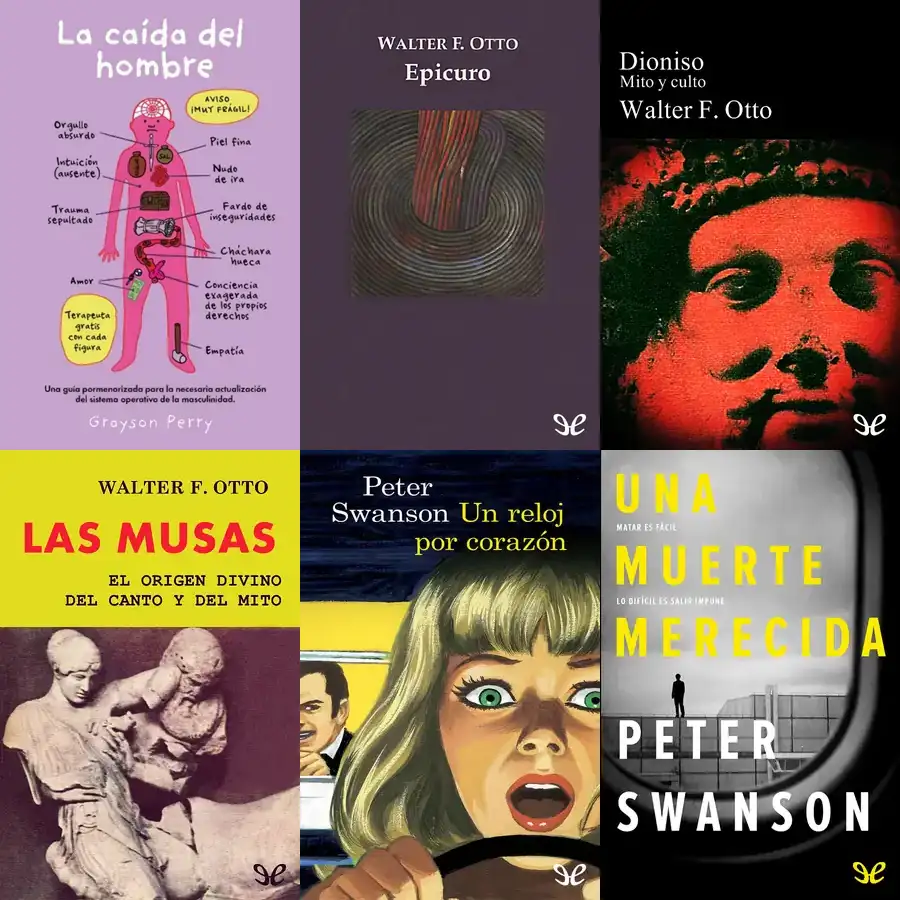 La caída del
hombre
AVISO
¡MUY FRÁGIL!
Orgullo
absurdo
Piel fina
SAL
Intuición
(ausente)
Nudo
de ira
Trauma
sepultado
Fardo de
inseguridades
Cháchara
hueca
Amor
Conciencia
exagerada
de los propios
derechos
Terapeuta
gratis
con cada
figura
Empatía
Una guía pormenorizada para la necesaria actualización
del sistema operativo de la masculinidad.
Grayson Perry
WALTER F. OTTO
Epicuro
Dioniso
Mito y culto
Walter F. Otto
WALTER F. OTTO
LAS MUSAS
EL ORIGEN DIVINO
DEL CANTO Y DEL MITO
Peter
Swanson Un reloj
por corazón
UNA
MATAR ES FÁCIL
MUERTE
LO DIFÍCIL ES SALIR IMPUNE
MERECIDA
PETER
SWANSON